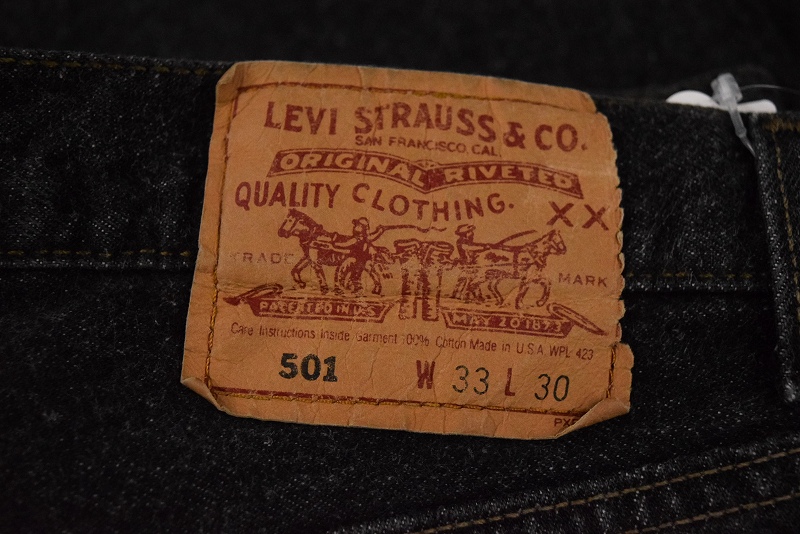 LEVI STRAUSS & CO.
SAN FRANCISCO, CAL.
ORIGINAL RIVETED
QUALITY CLOTHING. XX
TRADE MARK
PATENTED IN U.S. MAY 20 1873
Care Instructions Inside Garment 100% Cotton Made in U.S.A. WPL 423
501 W 33 L 30